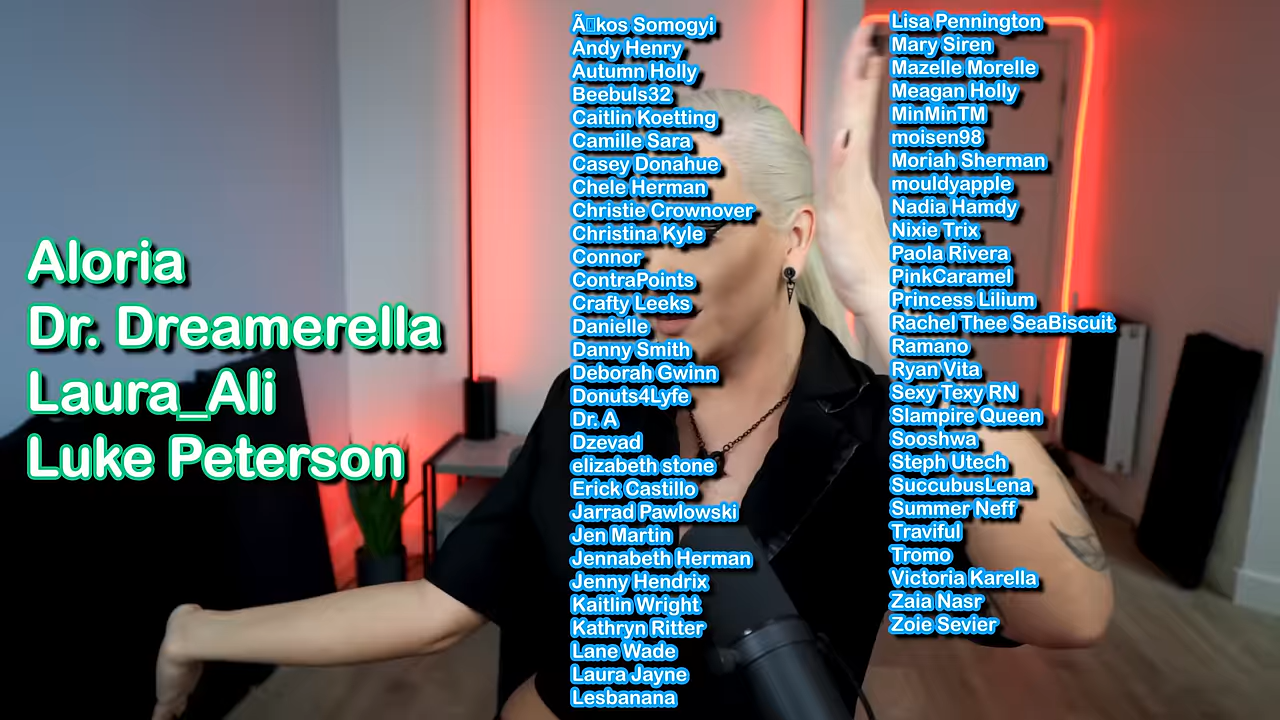 Aloria
Dr. Dreamerella
Laura_Ali
Luke Peterson
Ã▯kos Somogyi
Andy Henry
Autumn Holly
Beebuls32
Caitlin Koetting
Camille Sara
Casey Donahue
Chele Herman
Christie Crownover
Christina Kyle
Connor
ContraPoints
Crafty Leeks
Danielle
Danny Smith
Deborah Gwinn
Donuts4Lyfe
Dr. A
Dzevad
elizabeth stone
Erick Castillo
Jarrad Pawlowski
Jen Martin
Jennabeth Herman
Jenny Hendrix
Kaitlin Wright
Kathryn Ritter
Lane Wade
Laura Jayne
Lesbanana
Lisa Pennington
Mary Siren
Mazelle Morelle
Meagan Holly
MinMinTM
moisen98
Moriah Sherman
mouldyapple
Nadia Hamdy
Nixie Trix
Paola Rivera
PinkCaramel
Princess Lilium
Rachel Thee SeaBiscuit
Ramano
Ryan Vita
Sexy Texy RN
Slampire Queen
Sooshwa
Steph Utech
SuccubusLena
Summer Neff
Traviful
Tromo
Victoria Karella
Zaia Nasr
Zoie Sevier